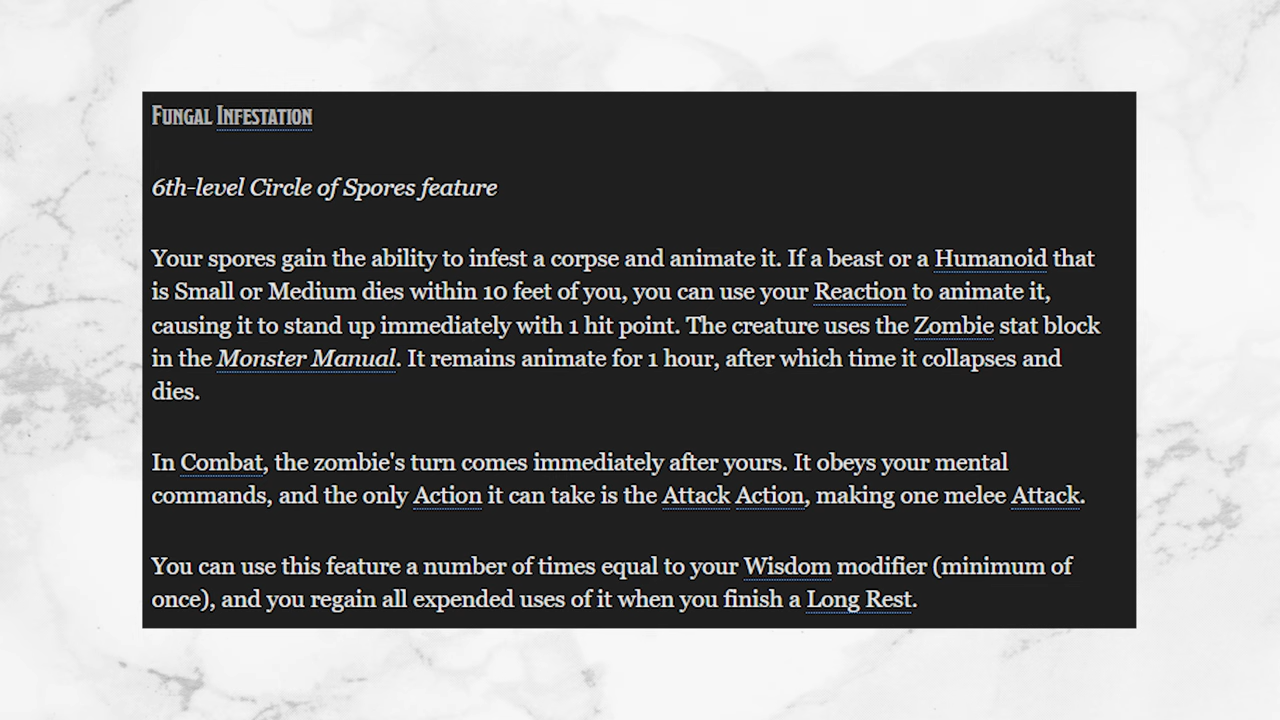 Fungal Infestation
6th-level Circle of Spores feature
Your spores gain the ability to infest a corpse and animate it. If a beast or a Humanoid that
is Small or Medium dies within 10 feet of you, you can use your Reaction to animate it,
causing it to stand up immediately with 1 hit point. The creature uses the Zombie stat block
in the Monster Manual. It remains animate for 1 hour, after which time it collapses and
dies.
In Combat, the zombie's turn comes immediately after yours. It obeys your mental
commands, and the only Action it can take is the Attack Action, making one melee Attack.
You can use this feature a number of times equal to your Wisdom modifier (minimum of
once), and you regain all expended uses of it when you finish a Long Rest.